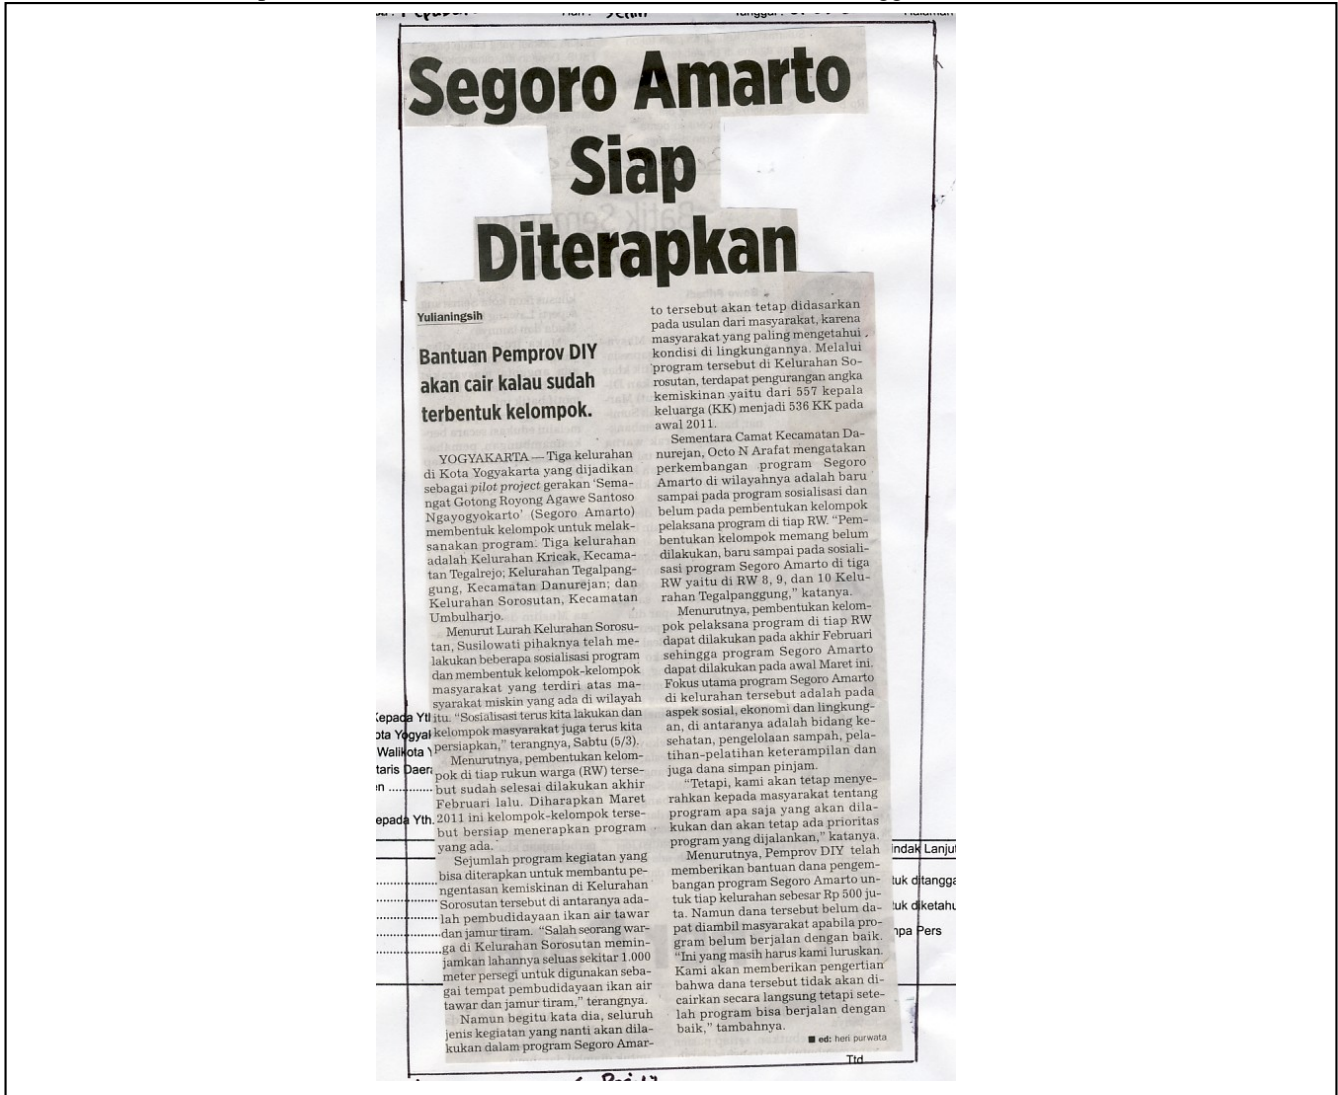 Segoro Amarto
Siap
Diterapkan
Yulianingsih
Bantuan Pemprov DIY
akan cair kalau sudah
terbentuk kelompok.
YOGYAKARTA — Tiga kelurahan
di Kota Yogyakarta yang dijadikan
sebagai pilot project gerakan ‘Sema-
ngat Gotong Royong Agawe Santoso
Ngayogyokarto’ (Segoro Amarto)
membentuk kelompok untuk melak-
sanakan program. Tiga kelurahan
adalah Kelurahan Kricak, Kecama-
tan Tegalrejo; Kelurahan Tegalpang-
gung, Kecamatan Danurejan; dan
Kelurahan Sorosutan, Kecamatan
Umbulharjo.
Menurut Lurah Kelurahan Sorosu-
tan, Susilowati pihaknya telah me-
lakukan beberapa sosialisasi program
dan membentuk kelompok-kelompok
masyarakat yang terdiri atas ma-
syarakat miskin yang ada di wilayah
itu. “Sosialisasi terus kita lakukan dan
kelompok masyarakat juga terus kita
persiapkan,” terangnya, Sabtu (5/3).
Menurutnya, pembentukan kelom-
pok di tiap rukun warga (RW) terse-
but sudah selesai dilakukan akhir
Februari lalu. Diharapkan Maret
2011 ini kelompok-kelompok terse-
but bersiap menerapkan program
yang ada.
Sejumlah program kegiatan yang
bisa diterapkan untuk membantu pe-
ngentasan kemiskinan di Kelurahan
Sorosutan tersebut di antaranya ada-
lah pembudidayaan ikan air tawar
dan jamur tiram. “Salah seorang war-
ga di Kelurahan Sorosutan memin-
jamkan lahannya seluas sekitar 1.000
meter persegi untuk digunakan seba-
gai tempat pembudidayaan ikan air
tawar dan jamur tiram,” terangnya.
Namun begitu kata dia, seluruh
jenis kegiatan yang nanti akan dila-
kukan dalam program Segoro Amar-
to tersebut akan tetap didasarkan
pada usulan dari masyarakat, karena
masyarakat yang paling mengetahui
kondisi di lingkungannya. Melalui
program tersebut di Kelurahan So-
rosutan, terdapat pengurangan angka
kemiskinan yaitu dari 557 kepala
keluarga (KK) menjadi 536 KK pada
awal 2011.
Sementara Camat Kecamatan Da-
nurejan, Octo N Arafat mengatakan
perkembangan program Segoro
Amarto di wilayahnya adalah baru
sampai pada program sosialisasi dan
belum pada pembentukan kelompok
pelaksana program di tiap RW. “Pem-
bentukan kelompok memang belum
dilakukan, baru sampai pada sosiali-
sasi program Segoro Amarto di tiga
RW yaitu di RW 8, 9, dan 10 Kelu-
rahan Tegalpanggung,” katanya.
Menurutnya, pembentukan kelom-
pok pelaksana program di tiap RW
dapat dilakukan pada akhir Februari
sehingga program Segoro Amarto
dapat dilakukan pada awal Maret ini.
Fokus utama program Segoro Amarto
di kelurahan tersebut adalah pada
aspek sosial, ekonomi dan lingkung-
an, di antaranya adalah bidang ke-
sehatan, pengelolaan sampah, pela-
tihan-pelatihan keterampilan dan
juga dana simpan pinjam.
“Tetapi, kami akan tetap menye-
rahkan kepada masyarakat tentang
program apa saja yang akan dila-
kukan dan akan tetap ada prioritas
program yang dijalankan,” katanya.
Menurutnya, Pemprov DIY telah
memberikan bantuan dana pengem-
bangan program Segoro Amarto un-
tuk tiap kelurahan sebesar Rp 500 ju-
ta. Namun dana tersebut belum da-
pat diambil masyarakat apabila pro-
gram belum berjalan dengan baik.
“Ini yang masih harus kami luruskan.
Kami akan memberikan pengertian
bahwa dana tersebut tidak akan di-
cairkan secara langsung tetapi sete-
lah program bisa berjalan dengan
baik,” tambahnya.
■ ed: heri purwata
Kepada Ytl
ota Yogyal
Walikota
taris Daera
en ..........
epada Yth.
indak Lanju
tuk ditangga
tuk diketahu
npa Pers
Ttd